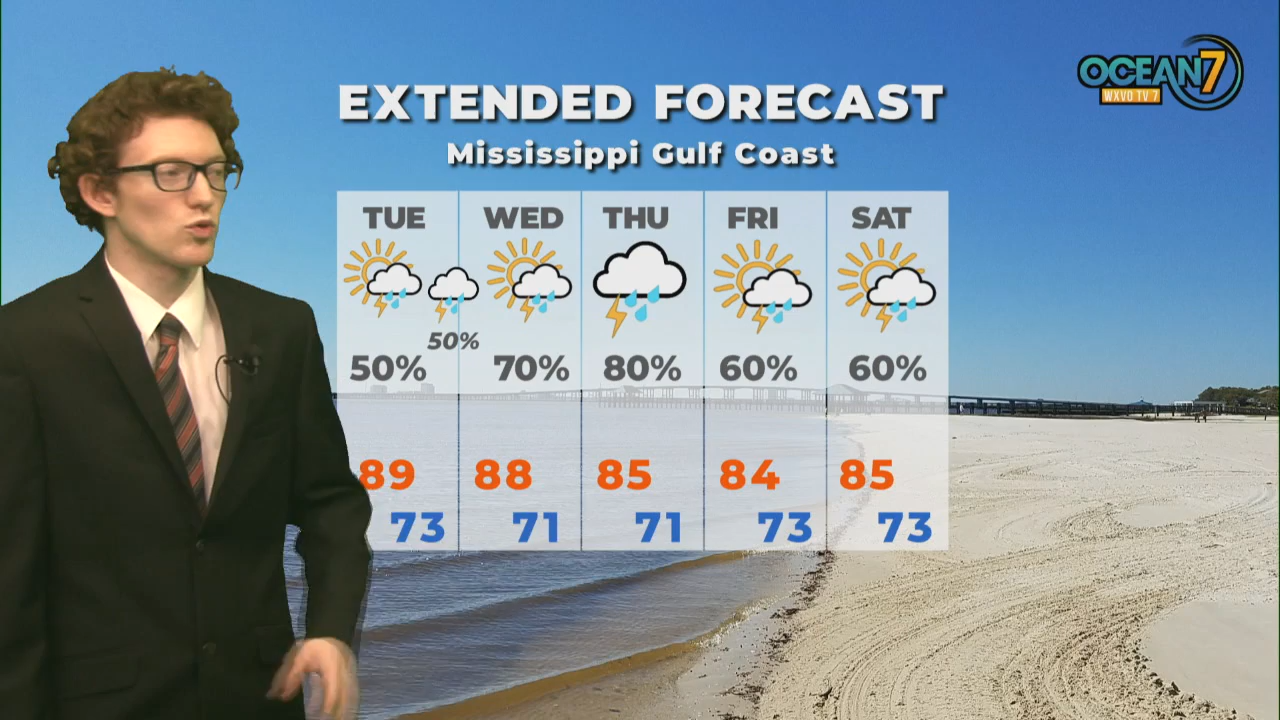 OCEAN7
WXVO TV 7
EXTENDED FORECAST
Mississippi Gulf Coast
TUE WED THU FRI SAT
50%
50% 70% 80% 60% 60%
89 88 85 84 85
73 71 71 73 73